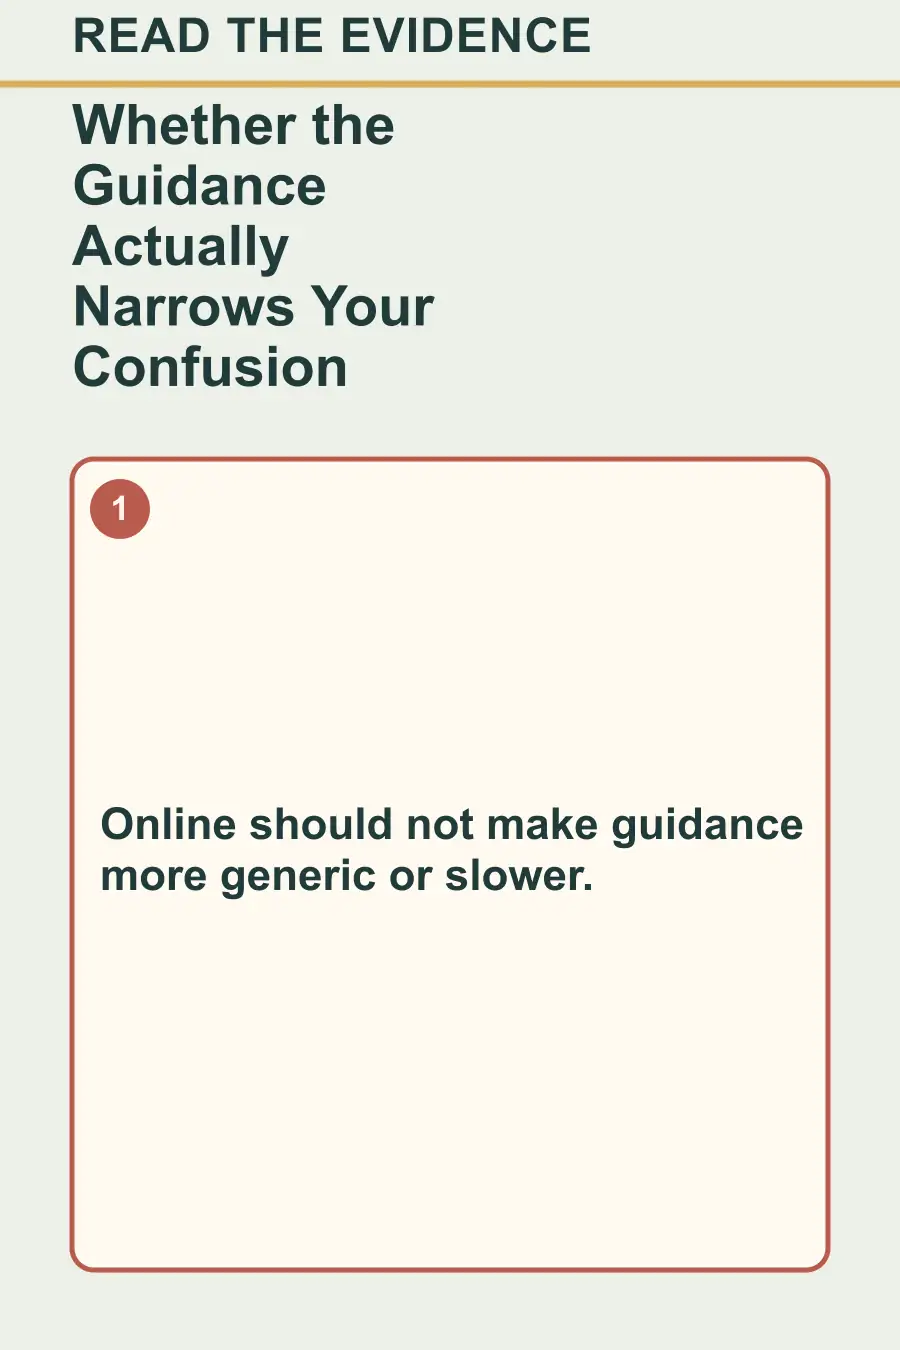 READ THE EVIDENCE
Whether the
Guidance
Actually
Narrows Your
Confusion
1
Online should not make guidance
more generic or slower.